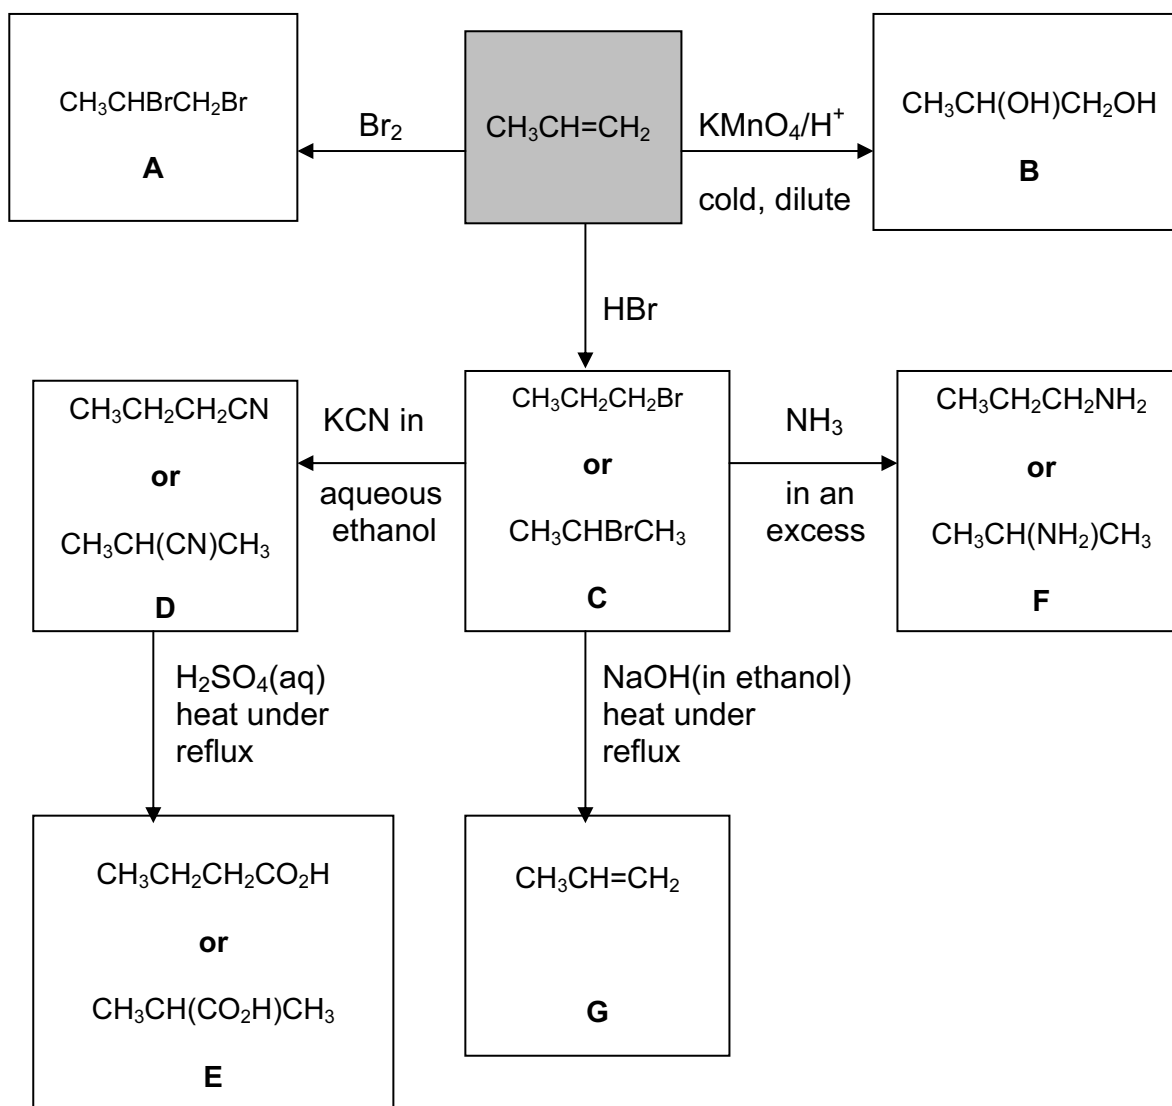 CH₃CHBrCH₂Br
A
Br₂
CH₃CH=CH₂
KMnO₄/H⁺
cold, dilute
CH₃CH(OH)CH₂OH
B
HBr
CH₃CH₂CH₂CN
or
CH₃CH(CN)CH₃
D
KCN in
aqueous
ethanol
CH₃CH₂CH₂Br
or
CH₃CHBrCH₃
C
NH₃
in an
excess
CH₃CH₂CH₂NH₂
or
CH₃CH(NH₂)CH₃
F
H₂SO₄(aq)
heat under
reflux
NaOH(in ethanol)
heat under
reflux
CH₃CH₂CH₂CO₂H
or
CH₃CH(CO₂H)CH₃
E
CH₃CH=CH₂
G